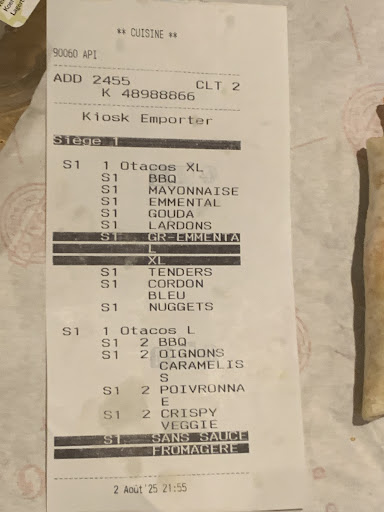 ** CUISINE **
90060 API
ADD 2455 CLT 2
K 48988866
Kiosk Emporter
Siège 1
S1 1 Otacos XL
S1 BBQ
S1 MAYONNAISE
S1 EMMENTAL
S1 GOUDA
S1 LARDONS
S1 GR-EMMENTA
L
XL
S1 TENDERS
S1 CORDON
BLEU
S1 NUGGETS
S1 1 Otacos L
S1 2 BBQ
S1 2 OIGNONS
CARAMELIS
S
S1 2 POIVRONNA
E
S1 2 CRISPY
VEGGIE
S1 SANS SAUCE
FROMAGERE
2 Août'25 21:55